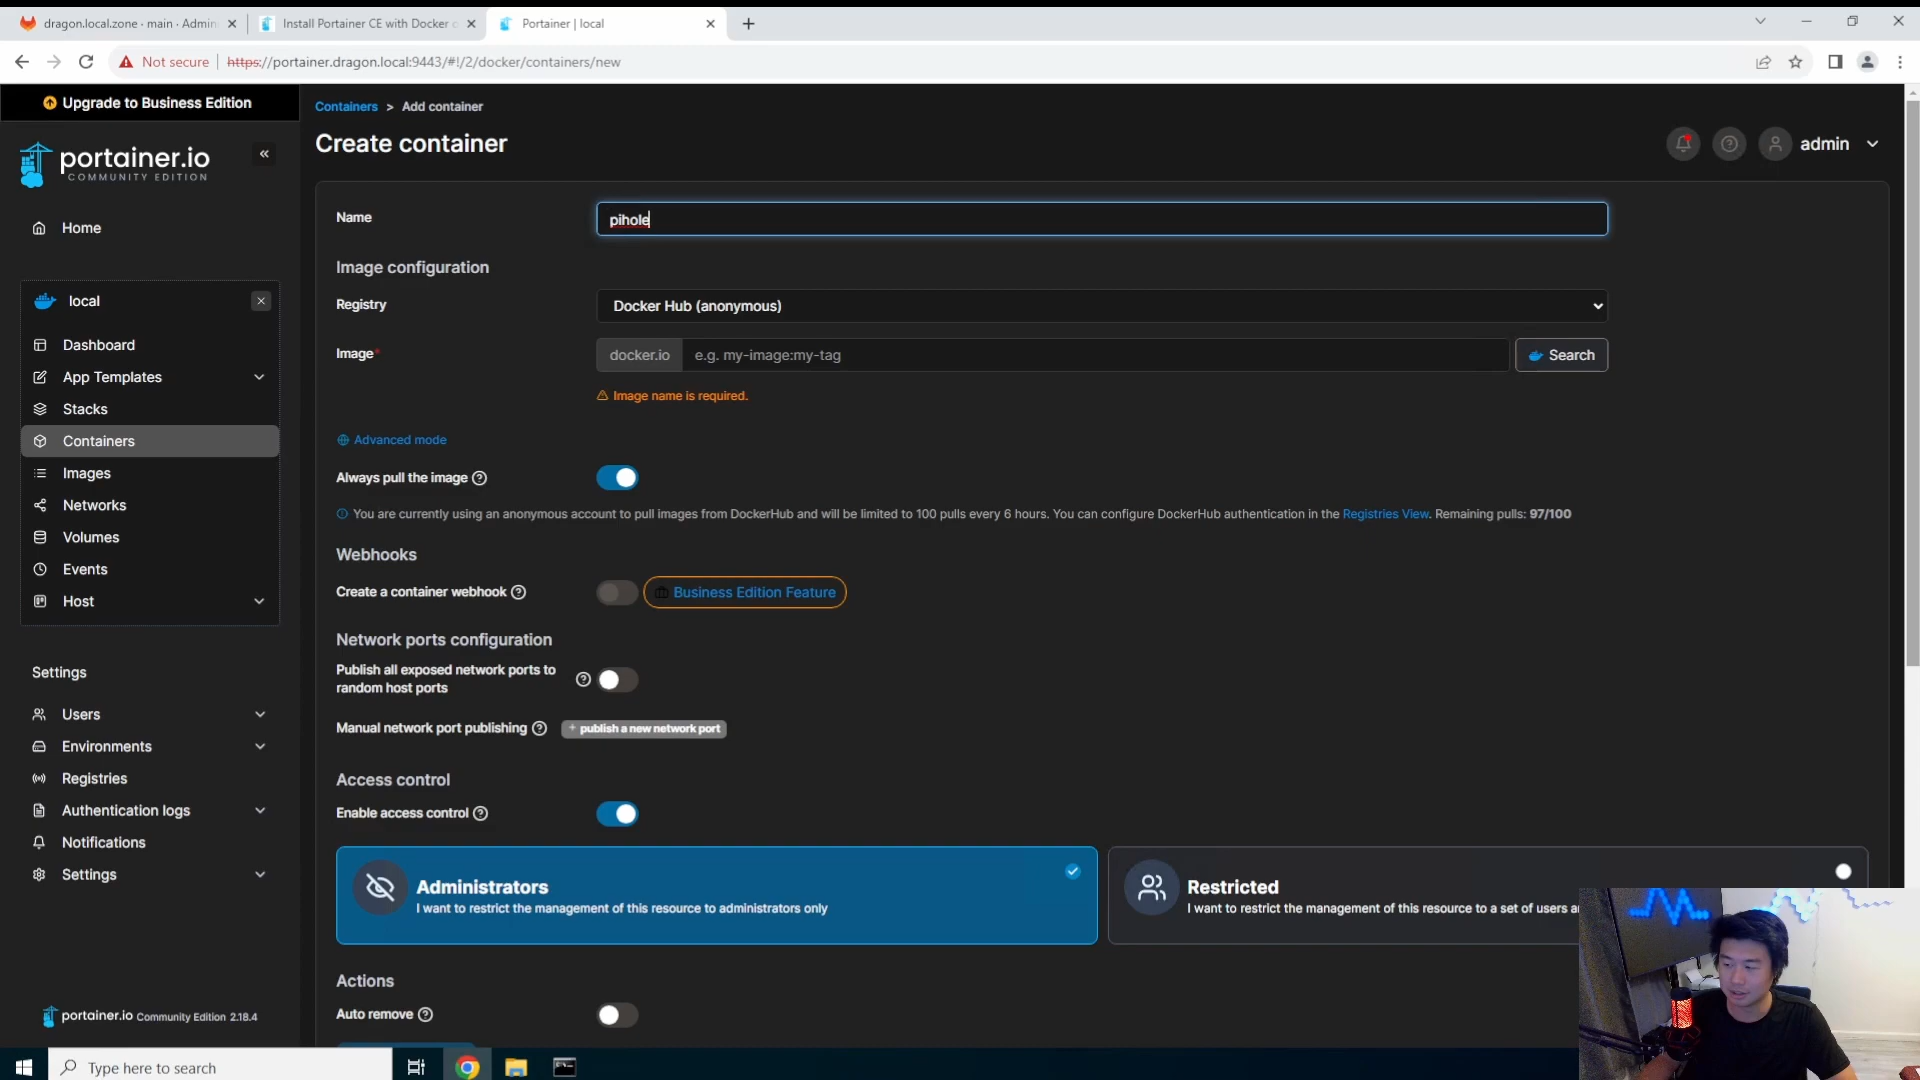 dragon.local.zone · main · Admin
Install Portainer CE with Docker
Portainer | local
Not secure
https://portainer.dragon.local:9443/#!/2/docker/containers/new
Upgrade to Business Edition
portainer.io
COMMUNITY EDITION
Home
local
Dashboard
App Templates
Stacks
Containers
Images
Networks
Volumes
Events
Host
Settings
Users
Environments
Registries
Authentication logs
Notifications
Settings
portainer.io Community Edition 2.18.4
Containers > Add container
Create container
admin
Name
pihole
Image configuration
Registry
Docker Hub (anonymous)
Image*
docker.io
e.g. my-image:my-tag
Search
Image name is required.
Advanced mode
Always pull the image
You are currently using an anonymous account to pull images from DockerHub and will be limited to 100 pulls every 6 hours. You can configure DockerHub authentication in the Registries View. Remaining pulls: 97/100
Webhooks
Create a container webhook
Business Edition Feature
Network ports configuration
Publish all exposed network ports to
random host ports
Manual network port publishing
+ publish a new network port
Access control
Enable access control
Administrators
I want to restrict the management of this resource to administrators only
Restricted
I want to restrict the management of this resource to a set of users
Actions
Auto remove
Type here to search